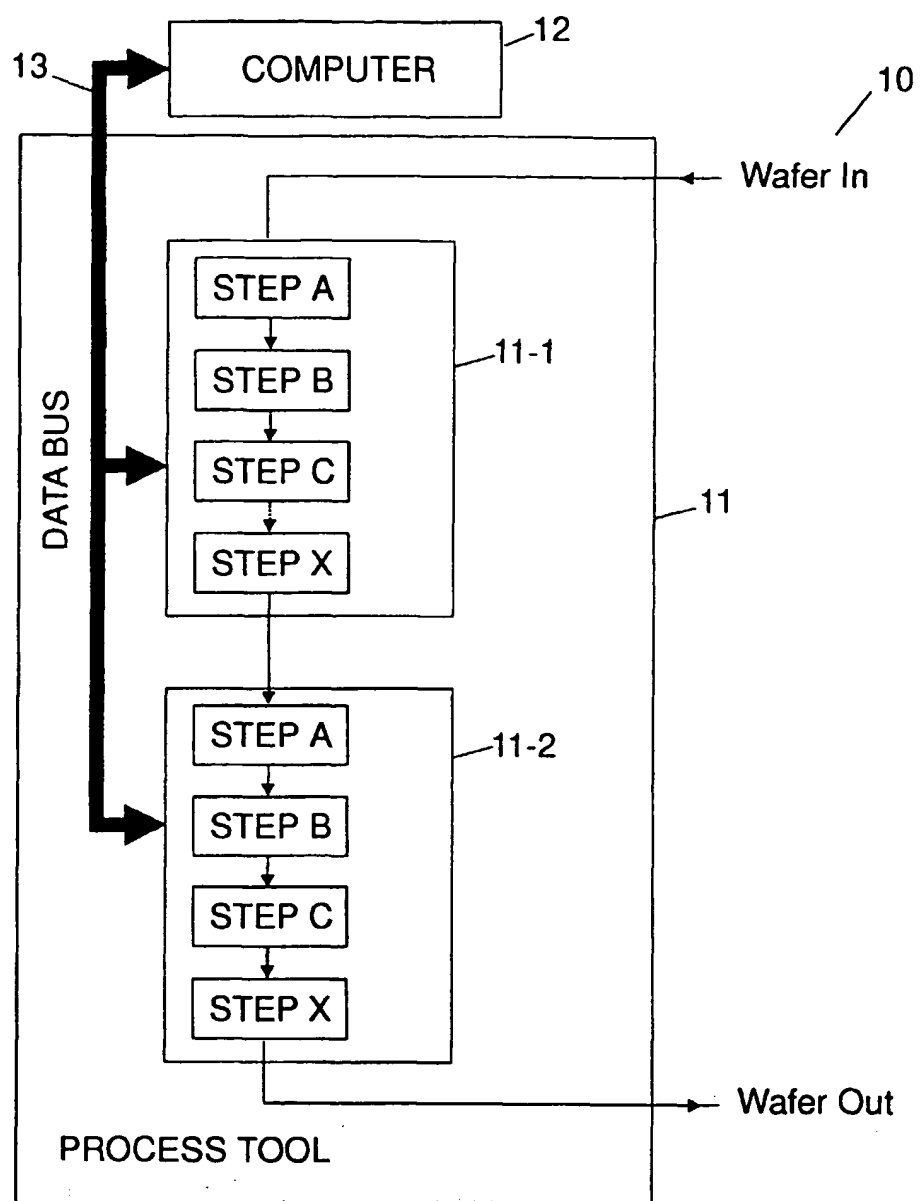 12
COMPUTER
13
10
Wafer In
STEP A
STEP B
11-1
STEP C
STEP X
DATA BUS
11
STEP A
11-2
STEP B
STEP C
STEP X
Wafer Out
PROCESS TOOL